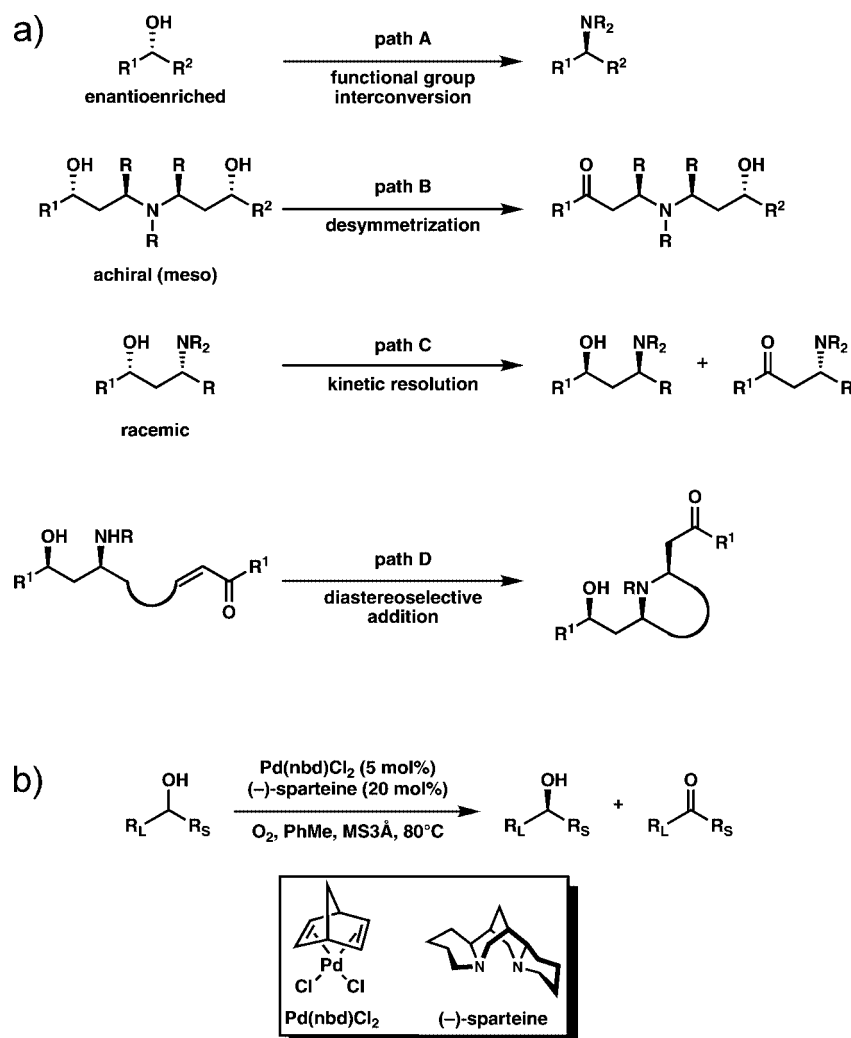 a)
OH
NR2
path A
R1 R2
functional group
interconversion
R1 R2
enantioenriched
OH R R OH
O R R OH
path B
R1 N R2
desymmetrization
R1 N R2
R
R
achiral (meso)
OH NR2
path C
OH NR2
O NR2
+
R1 R
kinetic resolution
R1 R
R1 R
racemic
O
R1
OH NHR
R1
path D
R1
O
diastereoselective
addition
OH RN
R1
b)
OH
Pd(nbd)Cl2 (5 mol%)
(–)-sparteine (20 mol%)
OH
O
+
RL RS
O2, PhMe, MS3Å, 80°C
RL RS
RL RS
Pd
Cl Cl
N N
Pd(nbd)Cl2
(–)-sparteine